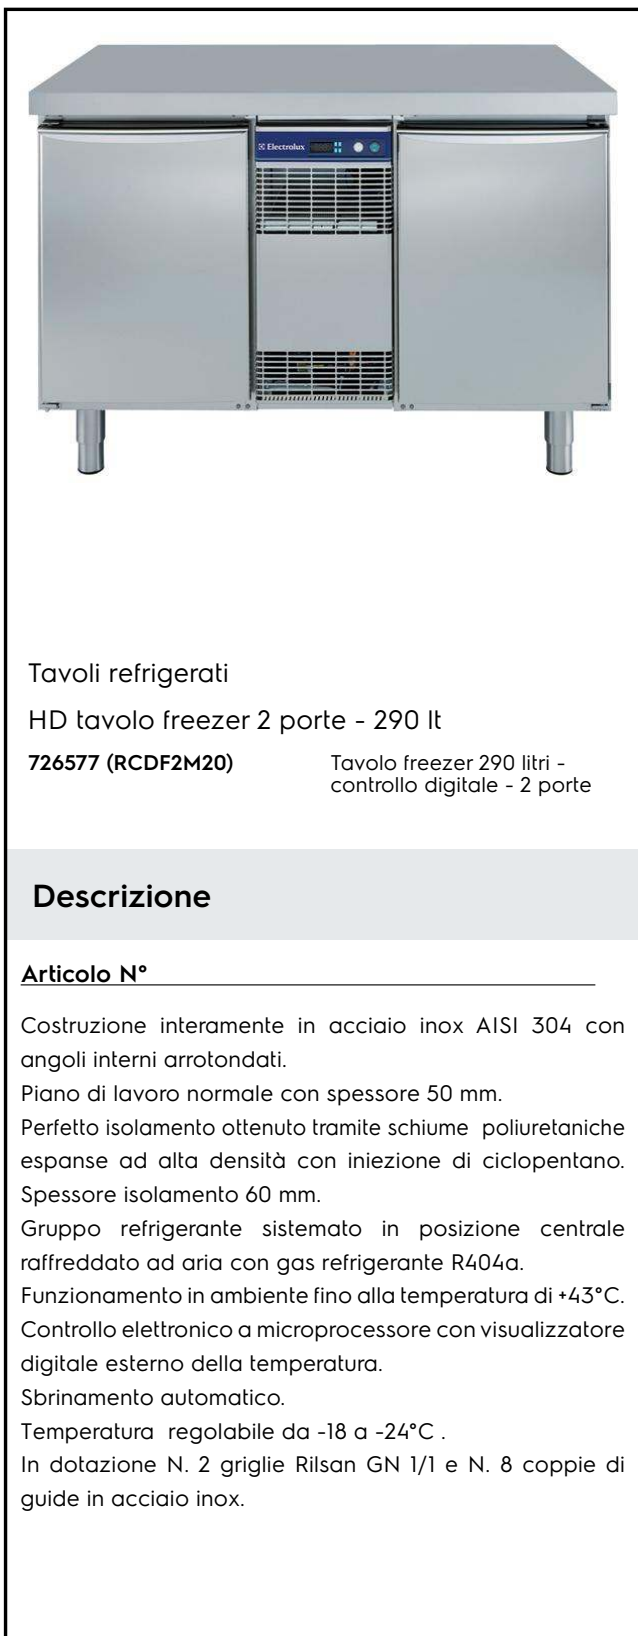 Electrolux
Tavoli refrigerati
HD tavolo freezer 2 porte - 290 lt
726577 (RCDF2M20)
Tavolo freezer 290 litri -
controllo digitale - 2 porte
Descrizione
Articolo N°
Costruzione interamente in acciaio inox AISI 304 con
angoli interni arrotondati.
Piano di lavoro normale con spessore 50 mm.
Perfetto isolamento ottenuto tramite schiume poliuretaniche
espanse ad alta densità con iniezione di ciclopentano.
Spessore isolamento 60 mm.
Gruppo refrigerante sistemato in posizione centrale
raffreddato ad aria con gas refrigerante R404a.
Funzionamento in ambiente fino alla temperatura di +43°C.
Controllo elettronico a microprocessore con visualizzatore
digitale esterno della temperatura.
Sbrinamento automatico.
Temperatura regolabile da -18 a -24°C .
In dotazione N. 2 griglie Rilsan GN 1/1 e N. 8 coppie di
guide in acciaio inox.